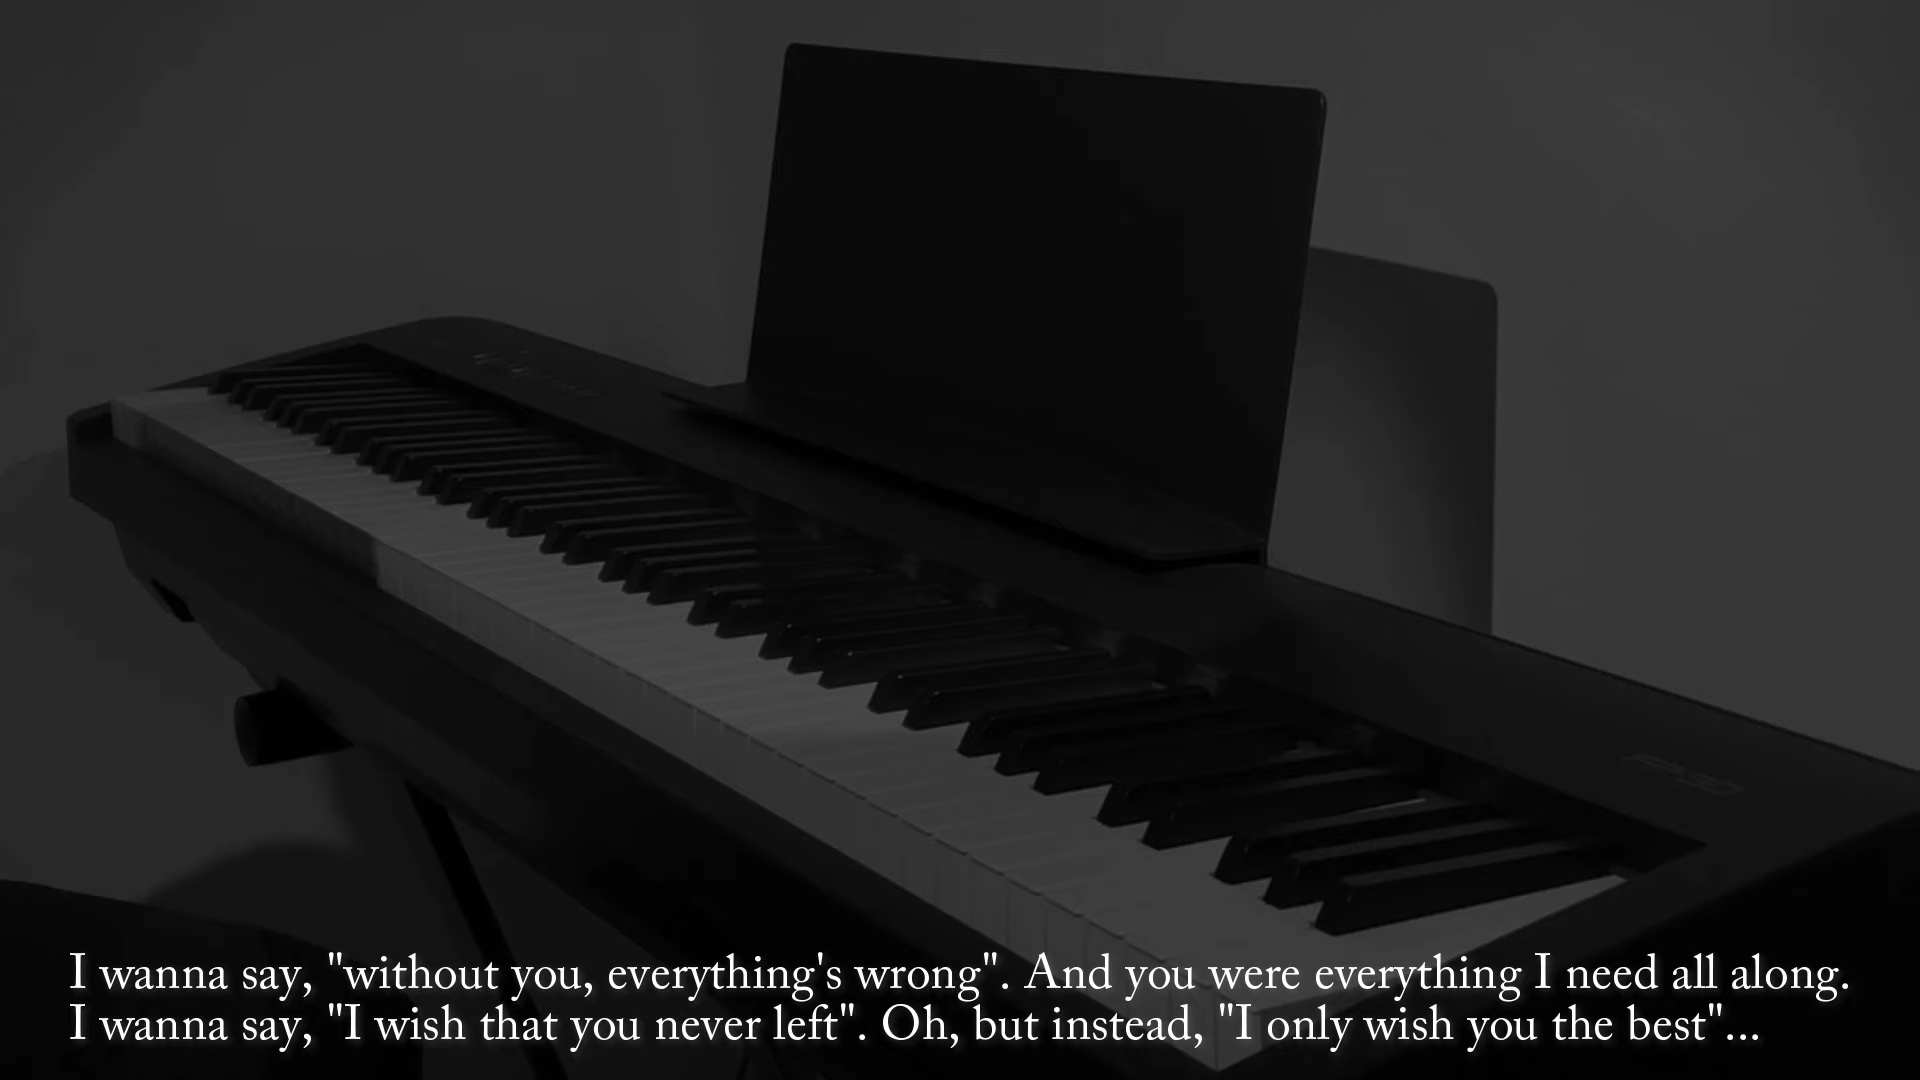 I wanna say, "without you, everything's wrong". And you were everything I need all along.
I wanna say, "I wish that you never left". Oh, but instead, "I only wish you the best"...